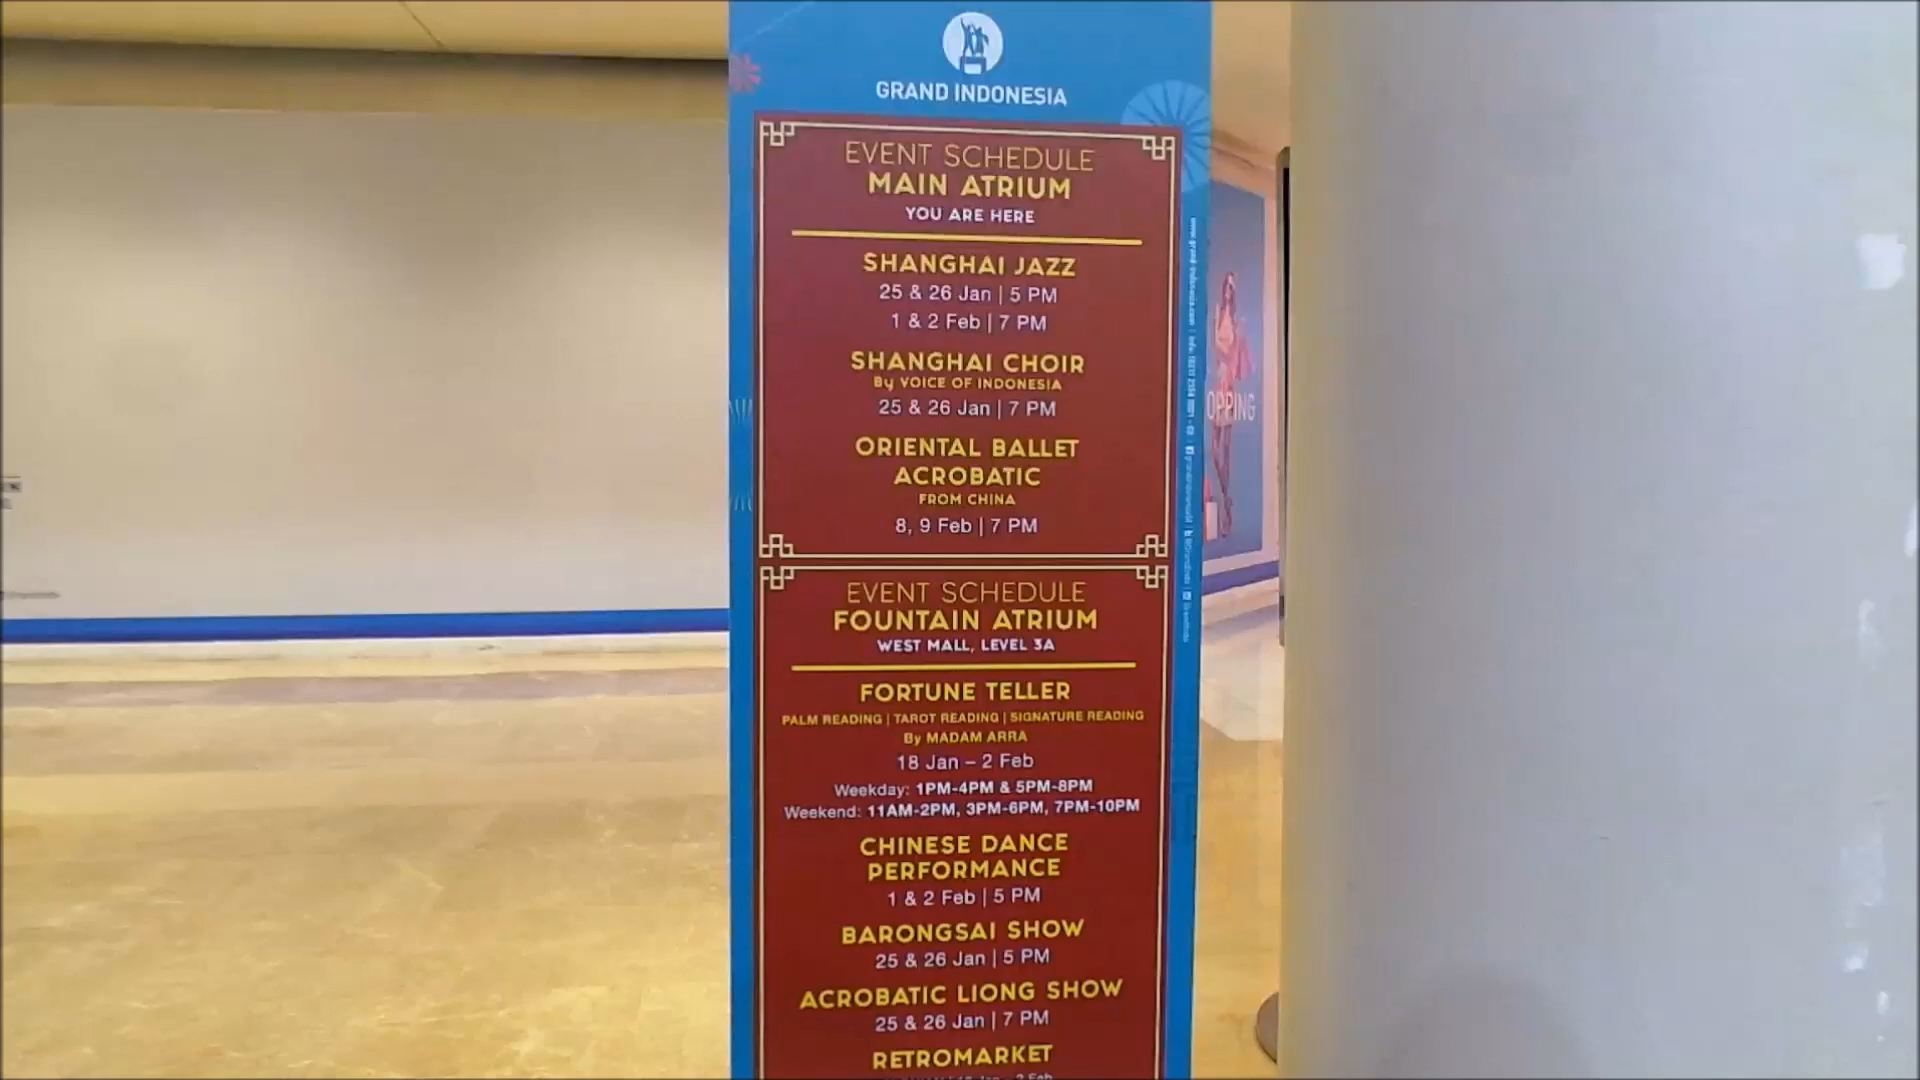 GRAND INDONESIA
EVENT SCHEDULE
MAIN ATRIUM
YOU ARE HERE
SHANGHAI JAZZ
25 & 26 Jan | 5 PM
1 & 2 Feb | 7 PM
SHANGHAI CHOIR
By VOICE OF INDONESIA
25 & 26 Jan | 7 PM
ORIENTAL BALLET
ACROBATIC
FROM CHINA
8, 9 Feb | 7 PM
EVENT SCHEDULE
FOUNTAIN ATRIUM
WEST MALL, LEVEL 3A
FORTUNE TELLER
PALM READING | TAROT READING | SIGNATURE READING
By MADAM ARRA
18 Jan – 2 Feb
Weekday: 1PM-4PM & 5PM-8PM
Weekend: 11AM-2PM, 3PM-6PM, 7PM-10PM
CHINESE DANCE
PERFORMANCE
1 & 2 Feb | 5 PM
BARONGSAI SHOW
25 & 26 Jan | 5 PM
ACROBATIC LIONG SHOW
25 & 26 Jan | 7 PM
RETROMARKET
OPPING